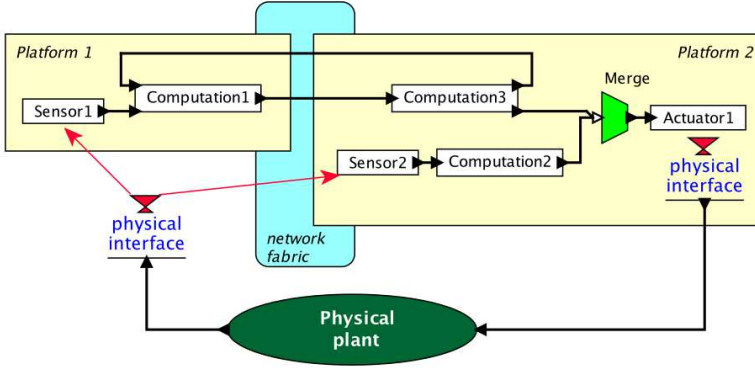 Platform 1
Platform 2
Merge
Computation1
Computation3
Sensor1
Actuator1
Sensor2
Computation2
physical
interface
physical
interface
network
fabric
Physical
plant